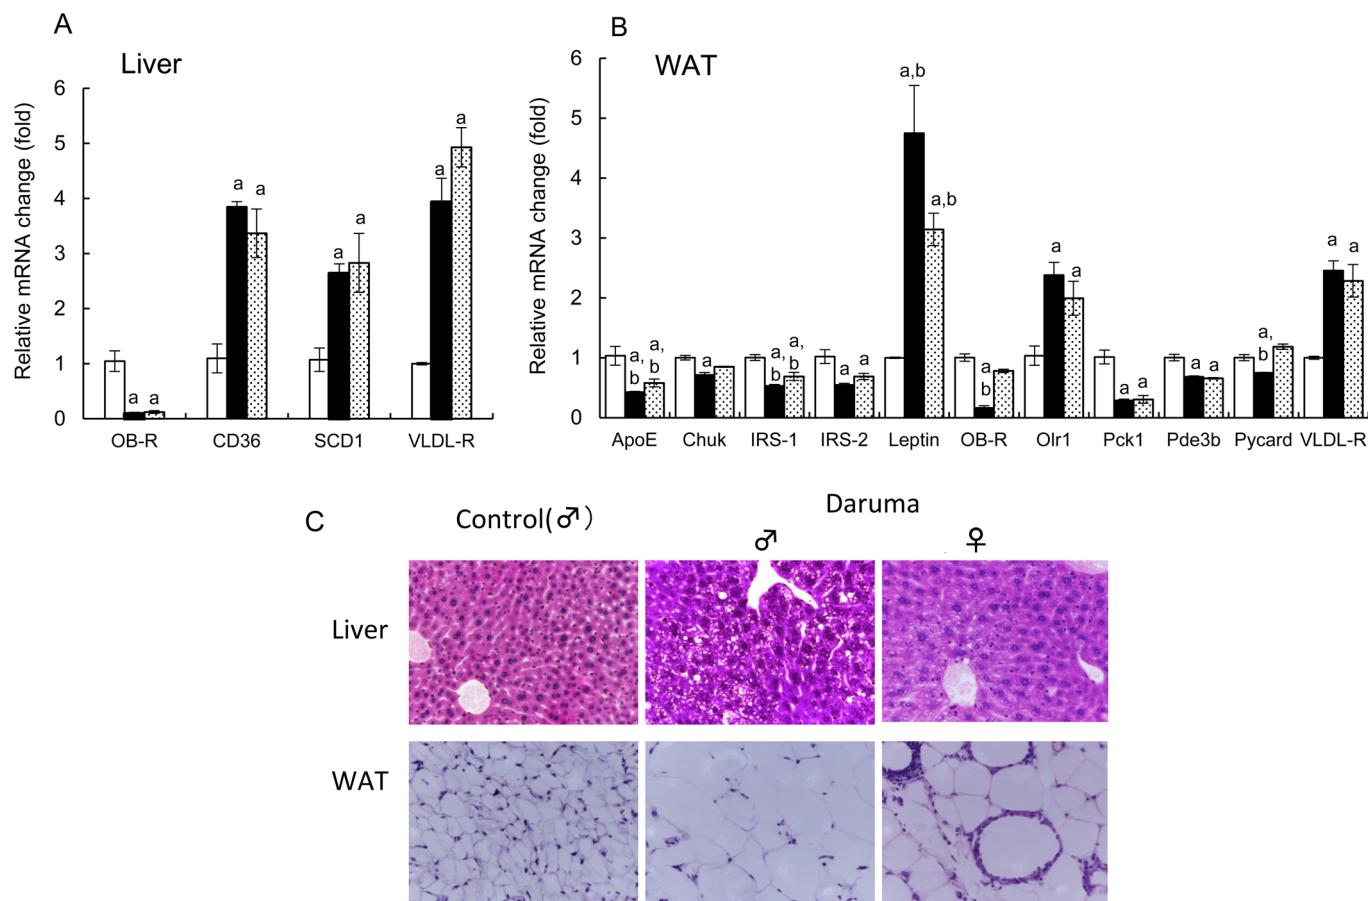 A
Liver
Relative mRNA change (fold)
6
5
4
3
2
1
0
a
a
a
a
a
a
a
a
OB-R CD36 SCD1 VLDL-R
B
WAT
Relative mRNA change (fold)
6
5
4
3
2
1
0
a,
b
a,
b
a
a,
b
a,
b
a
a
a,b
a,b
a
b
a
a
a
a
a
a
a,
b
a
a
ApoE Chuk IRS-1 IRS-2 Leptin OB-R Olr1 Pck1 Pde3b Pycard VLDL-R
C
Control(♂)
Daruma
♂ ♀
Liver
WAT